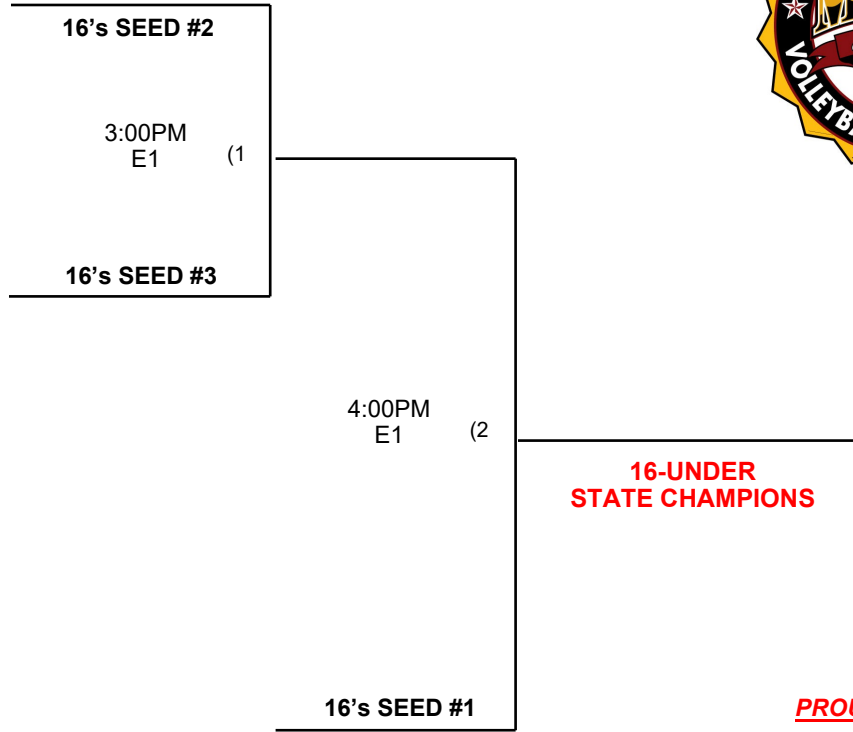 16’s SEED #2
3:00PM
E1 (1
16’s SEED #3
4:00PM
E1 (2
16-UNDER
STATE CHAMPIONS
16’s SEED #1